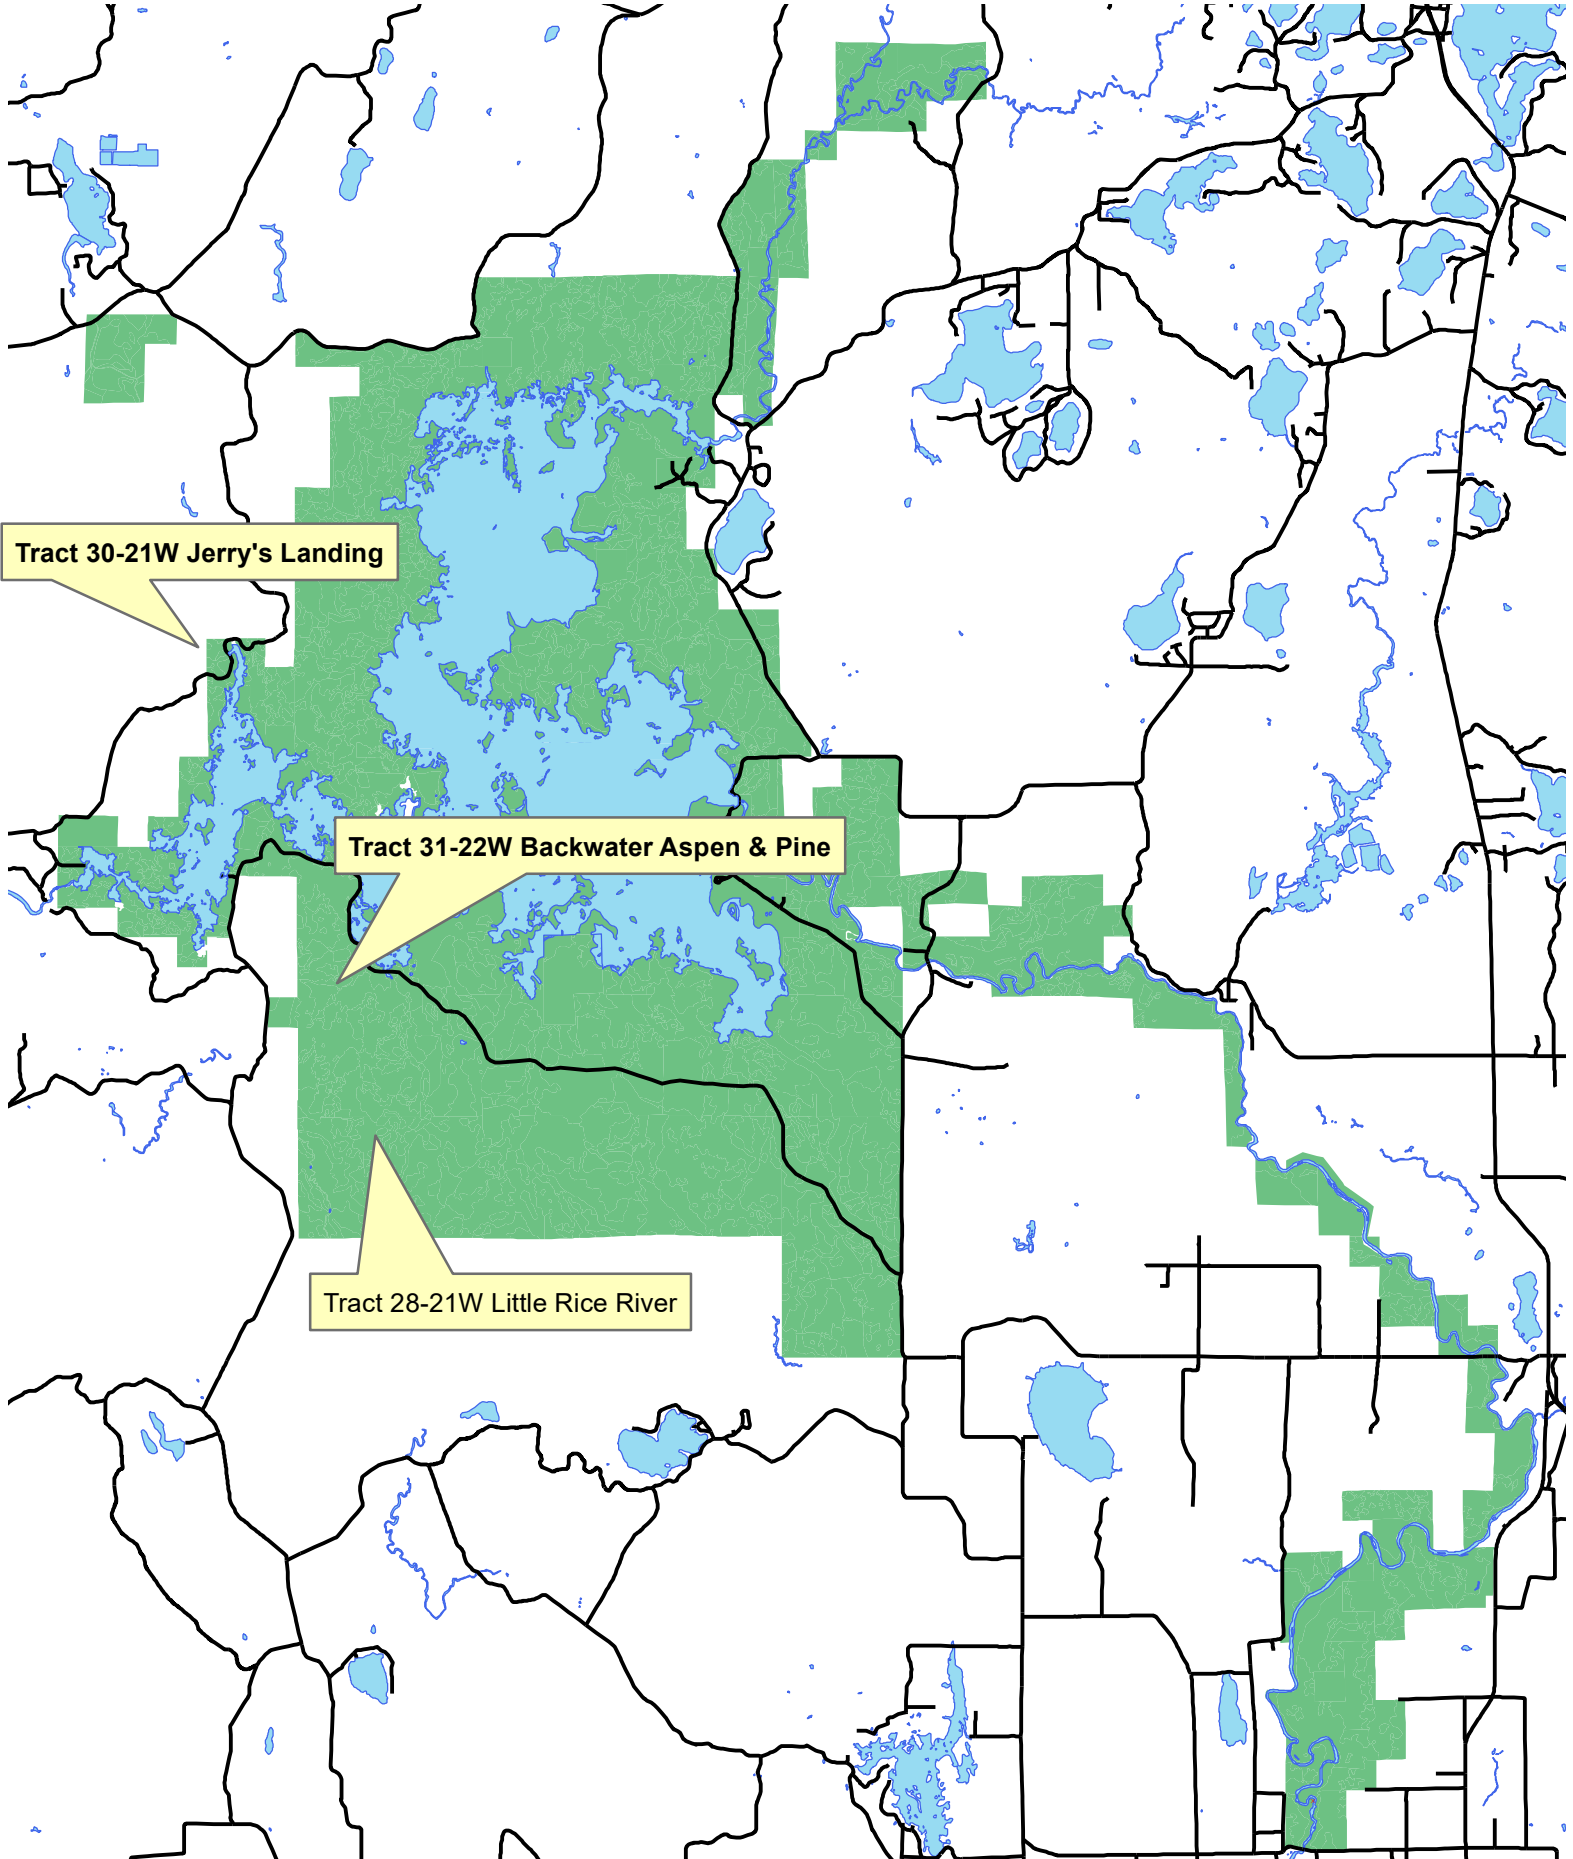 Tract 30-21W Jerry's Landing
Tract 31-22W Backwater Aspen & Pine
Tract 28-21W Little Rice River